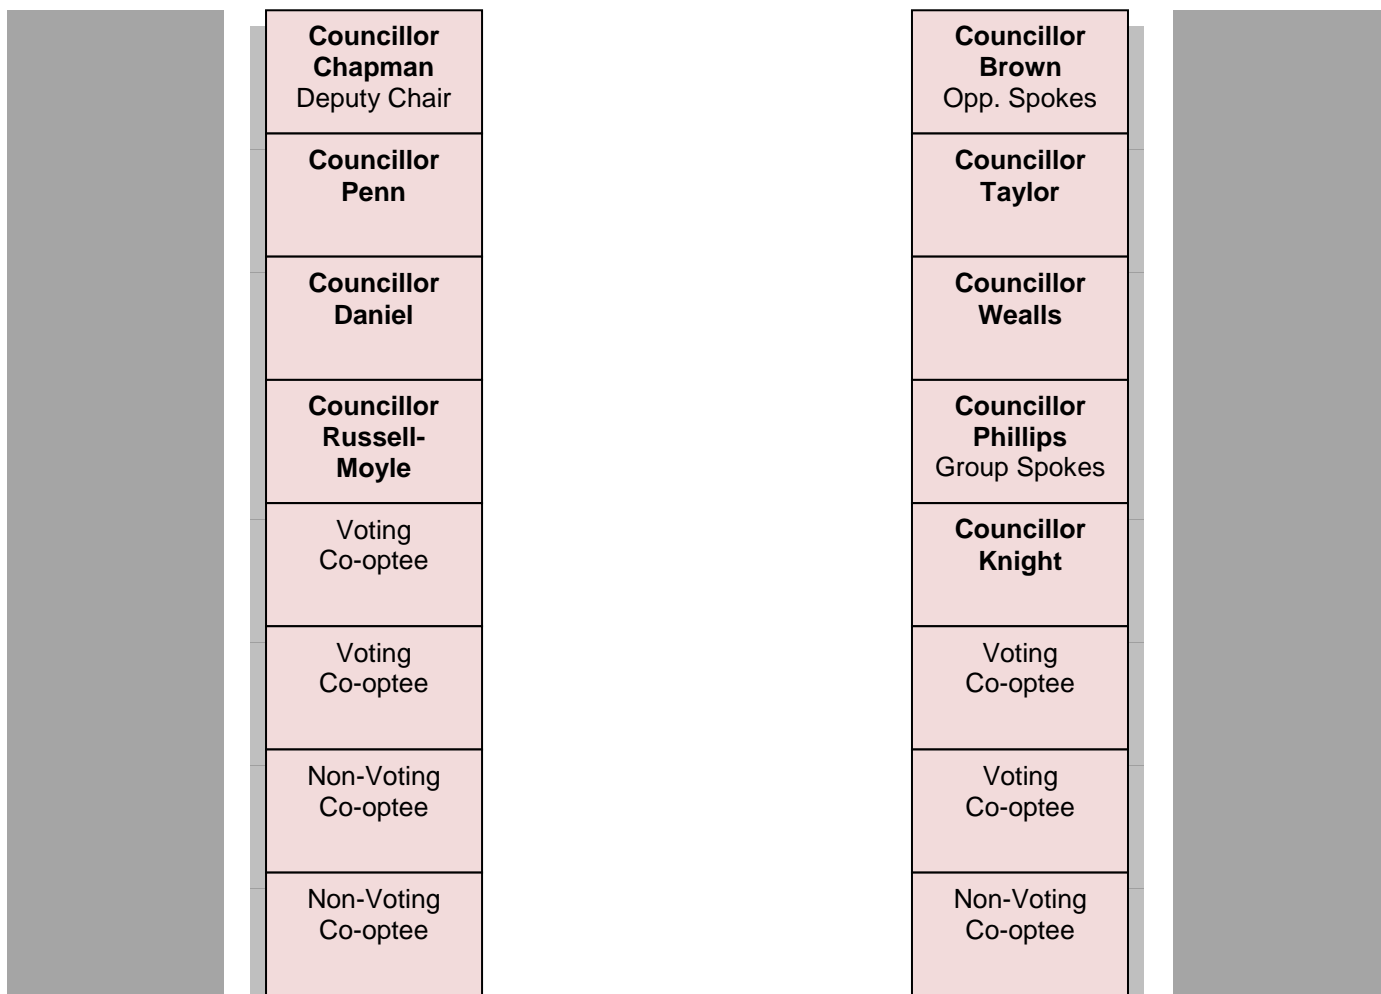 Councillor
Chapman
Deputy Chair
Councillor
Penn
Councillor
Daniel
Councillor
Russell-
Moyle
Voting
Co-optee
Voting
Co-optee
Non-Voting
Co-optee
Non-Voting
Co-optee
Councillor
Brown
Opp. Spokes
Councillor
Taylor
Councillor
Wealls
Councillor
Phillips
Group Spokes
Councillor
Knight
Voting
Co-optee
Voting
Co-optee
Non-Voting
Co-optee